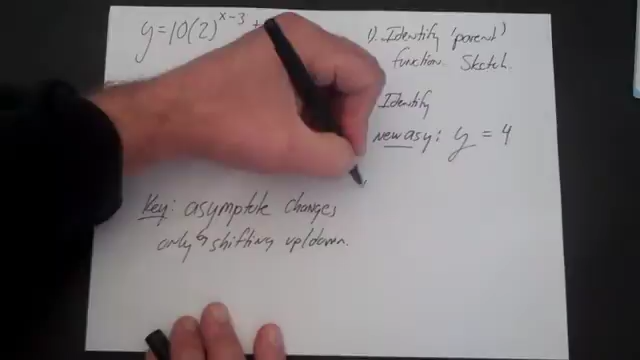 y = 10(2)^{x-3} +
1). Identify 'parent'
function. Sketch.
Identify
new asy: y = 4
Key: asymptote changes
only shifting up/down.